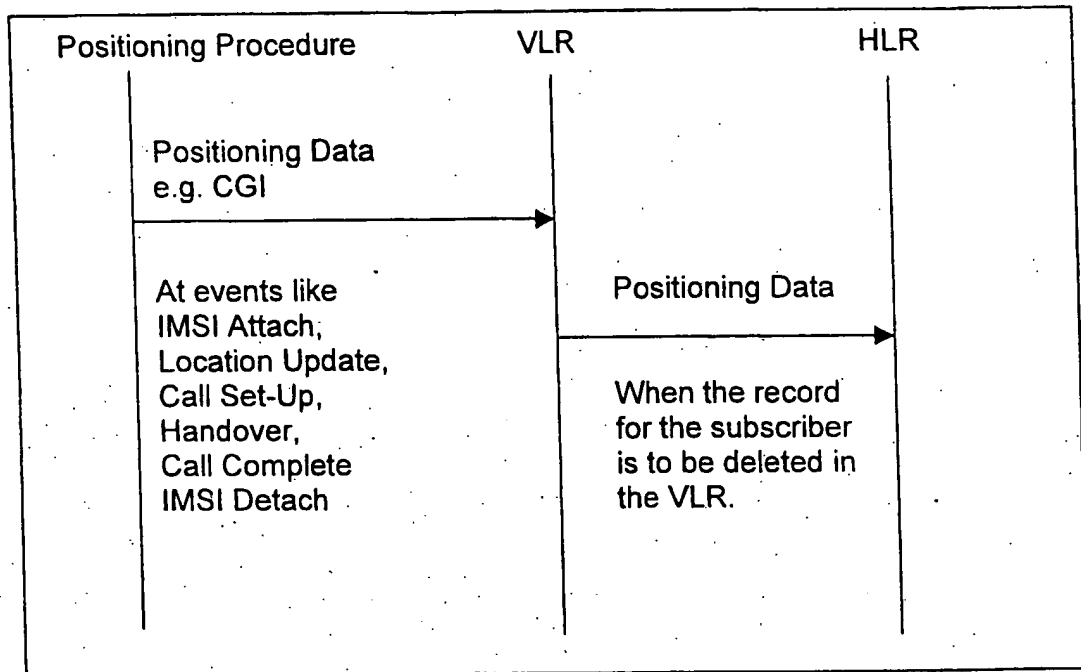 Positioning Procedure
VLR
HLR
Positioning Data
e.g. CGI
At events like
IMSI Attach,
Location Update,
Call Set-Up,
Handover,
Call Complete
IMSI Detach
Positioning Data
When the record
for the subscriber
is to be deleted in
the VLR.